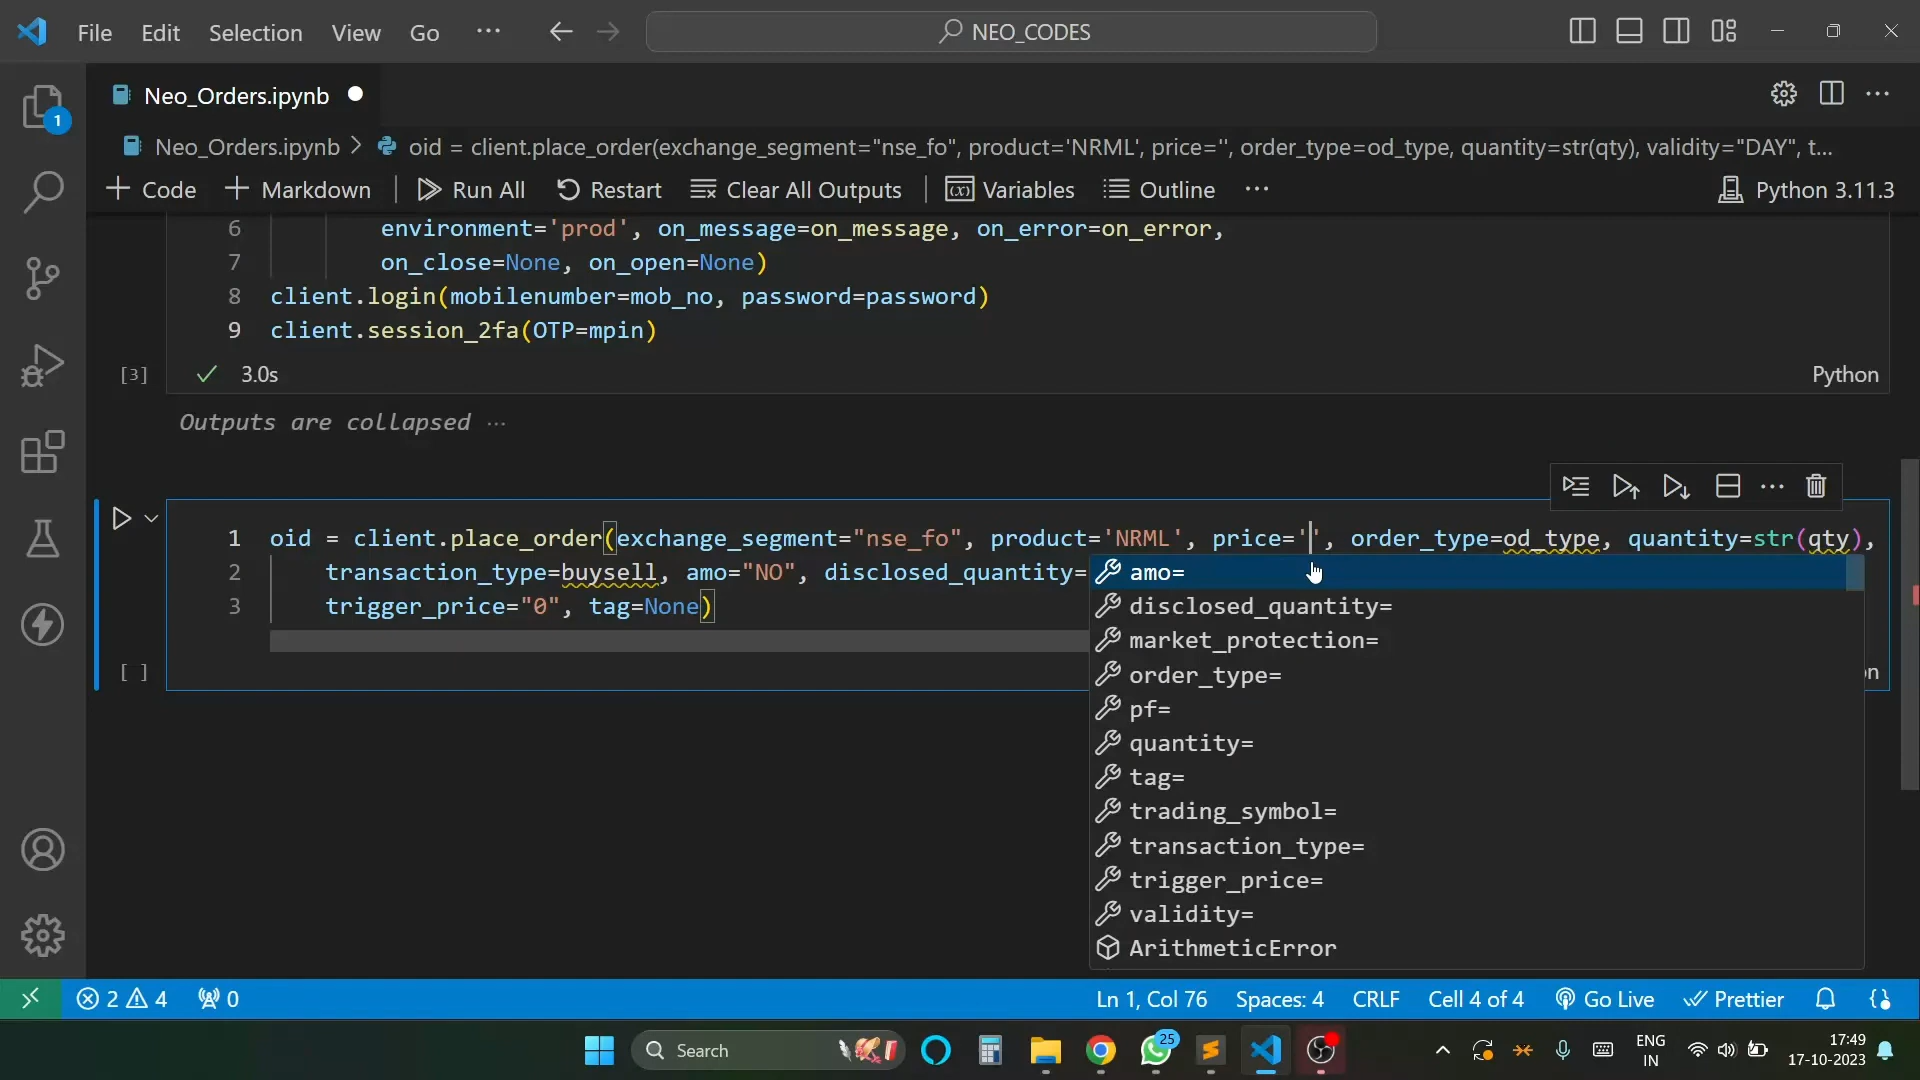 File Edit Selection View Go ··· NEO_CODES
Neo_Orders.ipynb
1
Neo_Orders.ipynb > oid = client.place_order(exchange_segment="nse_fo", product='NRML', price='', order_type=od_type, quantity=str(qty), validity="DAY", t...
+ Code + Markdown | Run All Restart Clear All Outputs | Variables Outline ··· Python 3.11.3
6 environment='prod', on_message=on_message, on_error=on_error,
7 on_close=None, on_open=None)
8 client.login(mobilenumber=mob_no, password=password)
9 client.session_2fa(OTP=mpin)
[3] ✓ 3.0s Python
Outputs are collapsed ···
1 oid = client.place_order(exchange_segment="nse_fo", product='NRML', price='', order_type=od_type, quantity=str(qty),
2 transaction_type=buysell, amo="NO", disclosed_quantity=
3 trigger_price="0", tag=None)
[ ]
amo=
disclosed_quantity=
market_protection=
order_type=
pf=
quantity=
tag=
trading_symbol=
transaction_type=
trigger_price=
validity=
ArithmeticError
on
2 4 0 Ln 1, Col 76 Spaces: 4 CRLF Cell 4 of 4 Go Live Prettier
Search 25 ENG IN 17:49 17-10-2023